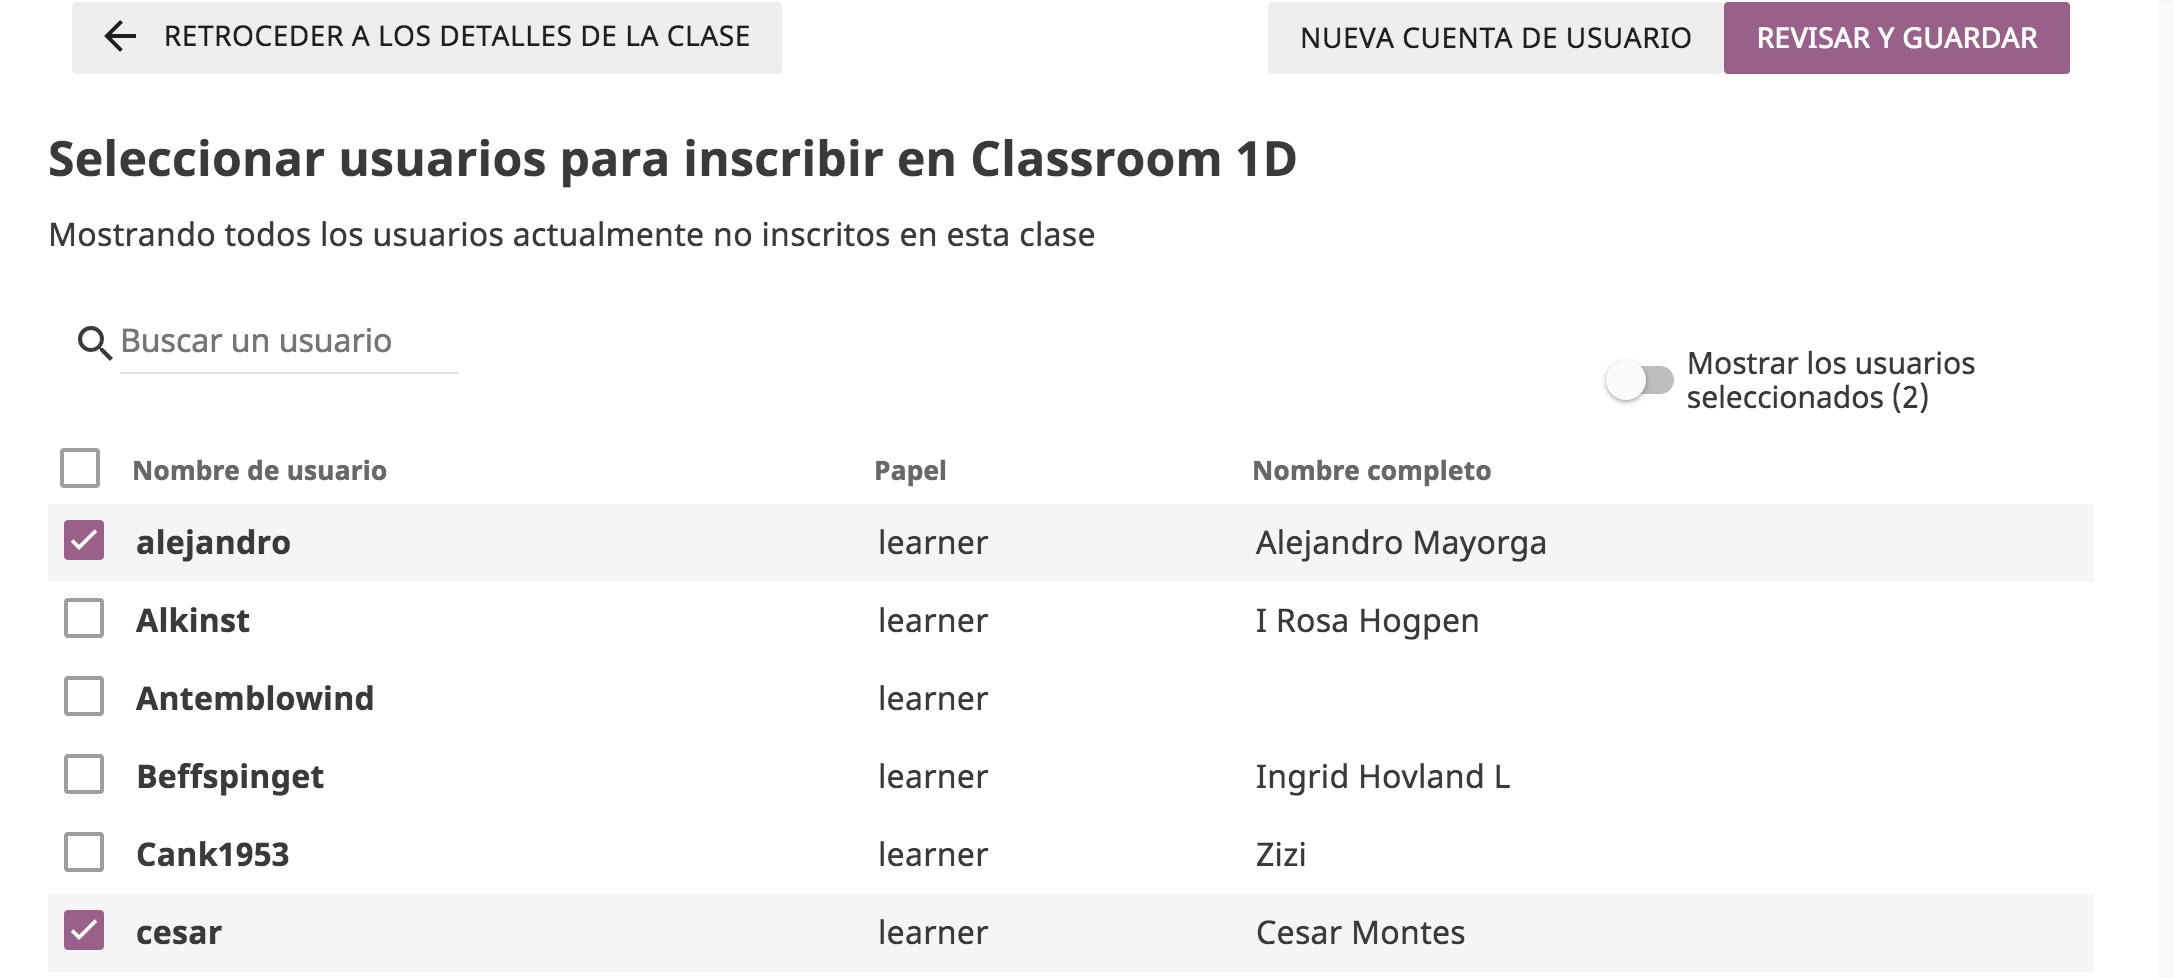 RETROCEDER A LOS DETALLES DE LA CLASE
NUEVA CUENTA DE USUARIO
REVISAR Y GUARDAR
Seleccionar usuarios para inscribir en Classroom 1D
Mostrando todos los usuarios actualmente no inscritos en esta clase
Buscar un usuario
Mostrar los usuarios
seleccionados (2)
Nombre de usuario Papel Nombre completo
alejandro learner Alejandro Mayorga
Alkinst learner I Rosa Hogpen
Antemblowind learner
Beffspinget learner Ingrid Hovland L
Cank1953 learner Zizi
cesar learner Cesar Montes